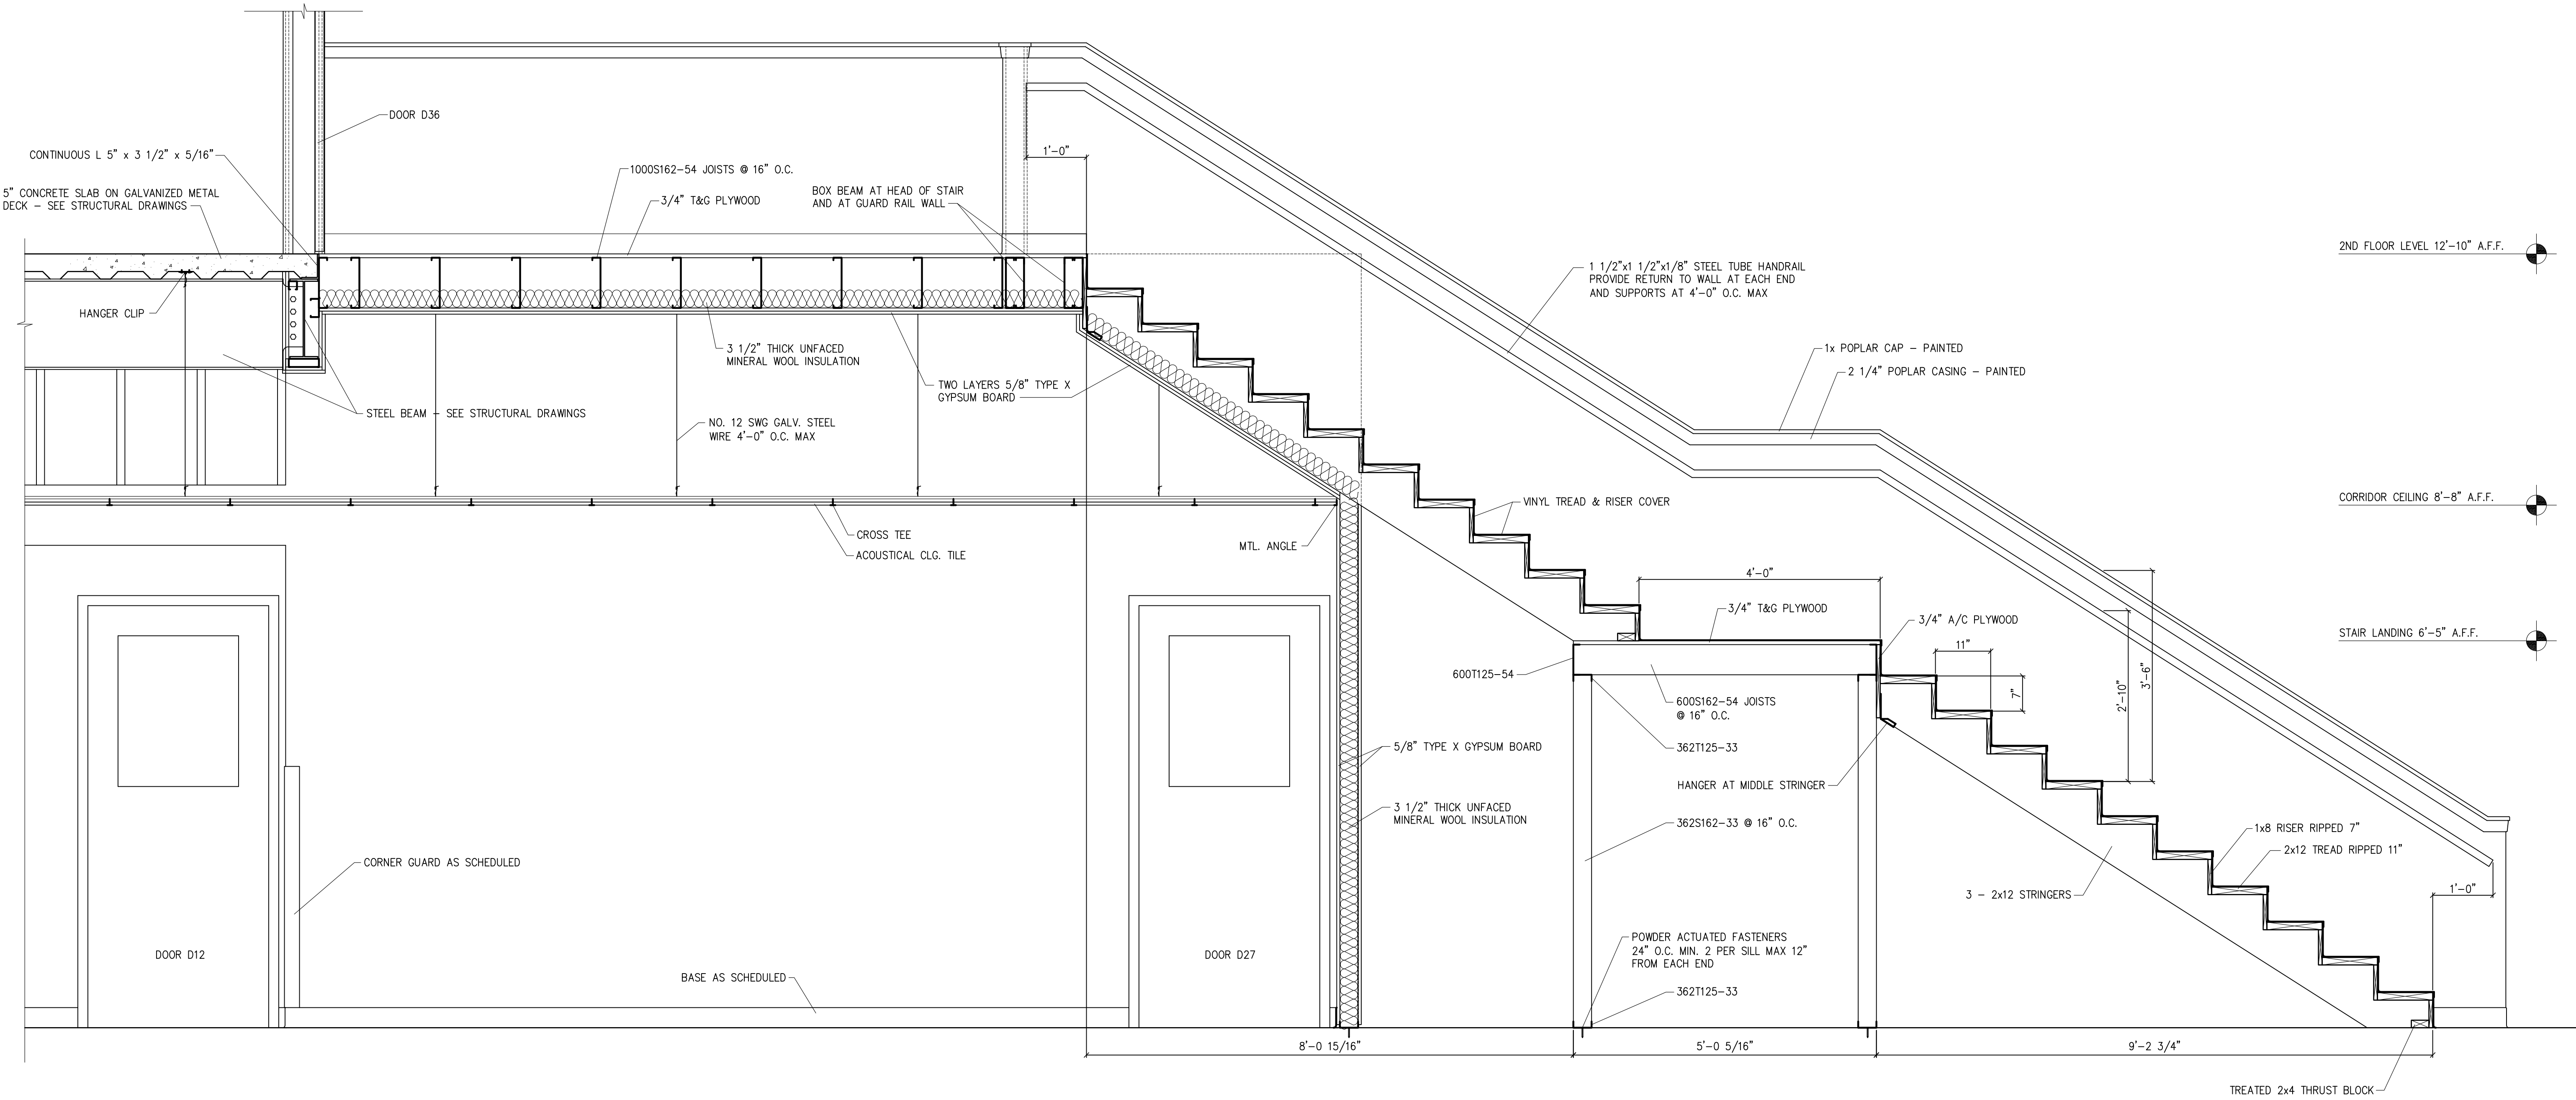 DOOR D36
CONTINUOUS L 5" x 3 1/2" x 5/16"
5" CONCRETE SLAB ON GALVANIZED METAL
DECK – SEE STRUCTURAL DRAWINGS
1000S162–54 JOISTS @ 16" O.C.
3/4" T&G PLYWOOD
BOX BEAM AT HEAD OF STAIR
AND AT GUARD RAIL WALL
1'–0"
2ND FLOOR LEVEL 12'–10" A.F.F.
1 1/2"x1 1/2"x1/8" STEEL TUBE HANDRAIL
PROVIDE RETURN TO WALL AT EACH END
AND SUPPORTS AT 4'–0" O.C. MAX
HANGER CLIP
3 1/2" THICK UNFACED
MINERAL WOOL INSULATION
1x POPLAR CAP – PAINTED
2 1/4" POPLAR CASING – PAINTED
TWO LAYERS 5/8" TYPE X
GYPSUM BOARD
STEEL BEAM – SEE STRUCTURAL DRAWINGS
NO. 12 SWG GALV. STEEL
WIRE 4'–0" O.C. MAX
CORRIDOR CEILING 8'–8" A.F.F.
VINYL TREAD & RISER COVER
CROSS TEE
ACOUSTICAL CLG. TILE
MTL. ANGLE
4'–0"
3/4" T&G PLYWOOD
3/4" A/C PLYWOOD
STAIR LANDING 6'–5" A.F.F.
11"
600T125–54
7"
2'–10"
3'–6"
600S162–54 JOISTS
@ 16" O.C.
5/8" TYPE X GYPSUM BOARD
362T125–33
HANGER AT MIDDLE STRINGER
3 1/2" THICK UNFACED
MINERAL WOOL INSULATION
362S162–33 @ 16" O.C.
1x8 RISER RIPPED 7"
2x12 TREAD RIPPED 11"
CORNER GUARD AS SCHEDULED
3 – 2x12 STRINGERS
1'–0"
DOOR D12
DOOR D27
POWDER ACTUATED FASTENERS
24" O.C. MIN. 2 PER SILL MAX 12"
FROM EACH END
BASE AS SCHEDULED
362T125–33
8'–0 15/16"
5'–0 5/16"
9'–2 3/4"
TREATED 2x4 THRUST BLOCK